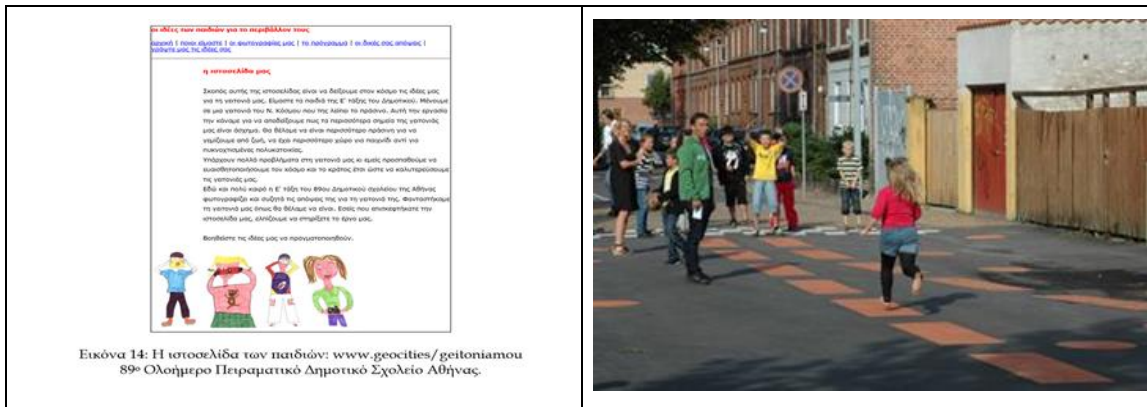 οι ιδέες των παιδιών για το περιβάλλον τους
αρχική | ποιοι είμαστε | οι φωτογραφίες μας | το πρόγραμμα | οι δικές σας απόψεις |
γράψτε μας τις ιδέες σας
η ιστοσελίδα μας
Σκοπός αυτής της ιστοσελίδας είναι να δείξουμε στον κόσμο τις ιδέες μας
για τη γειτονιά μας. Είμαστε τα παιδιά της Ε' τάξης του Δημοτικού. Μένουμε
σε μια γειτονιά του Ν. Κόσμου που της λείπει το πράσινο. Αυτή την εργασία
την κάναμε για να αποδείξουμε πως τα περισσότερα σημεία της γειτονιάς
μας είναι άσχημα. Θα θέλαμε να είναι περισσότερο πράσινη για να
γεμίζουμε από ζωή, να έχει περισσότερο χώρο για παιχνίδι αντί για
πυκνοχτισμένες πολυκατοικίες.
Υπάρχουν πολλά προβλήματα στη γειτονιά μας κι εμείς προσπαθούμε να
ευαισθητοποιήσουμε τον κόσμο και το κράτος έτσι ώστε να καλυτερεύσουμε
τις γειτονιές μας.
Εδώ και πολύ καιρό η Ε' τάξη του 89ου Δημοτικού σχολείου της Αθήνας
φωτογραφίζει και συζητά τις απόψεις της για τη γειτονιά της. Φανταστήκαμε
τη γειτονιά μας όπως θα θέλαμε να είναι. Εσείς που επισκεφτήκατε την
ιστοσελίδα μας, ελπίζουμε να στηρίξετε το έργο μας.
Βοηθείστε τις ιδέες μας να πραγματοποιηθούν.
Εικόνα 14: Η ιστοσελίδα των παιδιών: www.geocities/geitoniamou
89ο Ολοήμερο Πειραματικό Δημοτικό Σχολείο Αθήνας.